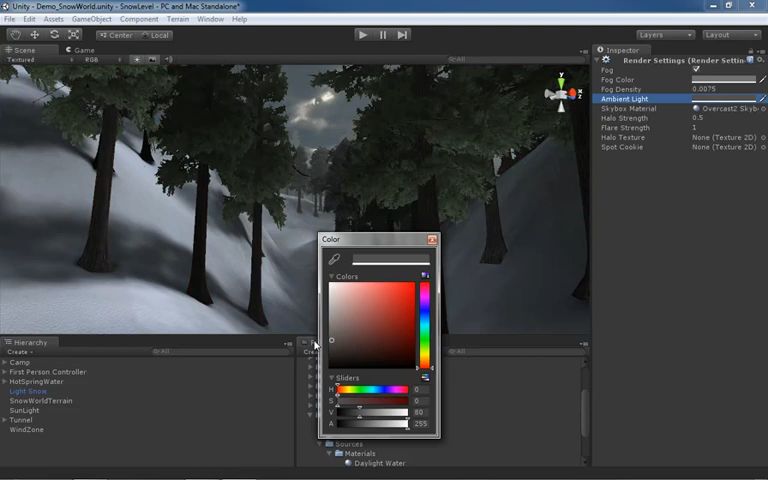 Unity - Demo_SnowWorld.unity - SnowLevel - PC and Mac Standalone*
File Edit Assets GameObject Component Terrain Window Help
Center Local
Layers Layout
Scene Game
Textured RGB All
y
x
z
Inspector
Render Settings (Render Settin
Fog
Fog Color
Fog Density 0.0075
Ambient Light
Skybox Material Overcast2 Skyb
Halo Strength 0.5
Flare Strength 1
Halo Texture None (Texture 2D)
Spot Cookie None (Texture 2D)
Color
Colors
Sliders
H 0
S 0
V 80
A 255
Hierarchy
Create All
Camp
First Person Controller
HotSpringWater
Light Snow
SnowWorldTerrain
SunLight
Tunnel
WindZone
All
Sources
Materials
Daylight Water